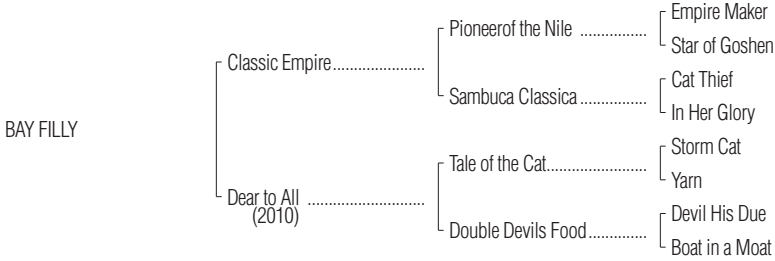 Empire Maker
Pioneerof the Nile ................
Star of Goshen
Classic Empire......................
Cat Thief
Sambuca Classica ................
In Her Glory
BAY FILLY
Storm Cat
Tale of the Cat........................
Yarn
Dear to All ............................
(2010)
Devil His Due
Double Devils Food..............
Boat in a Moat